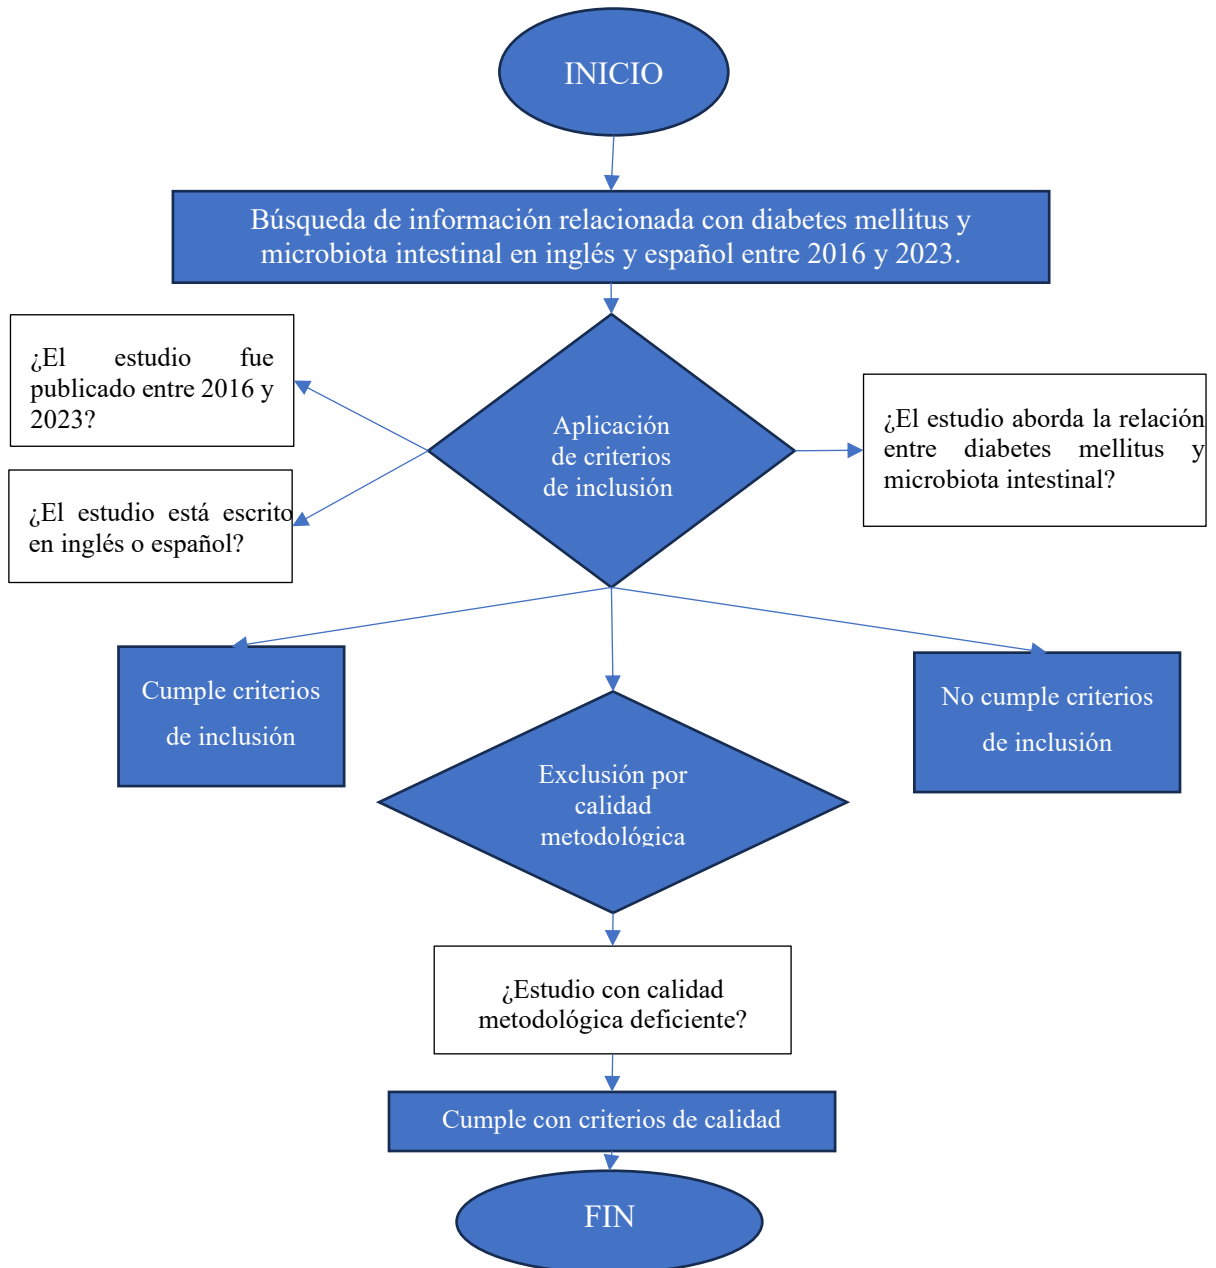 INICIO
Búsqueda de información relacionada con diabetes mellitus y
microbiota intestinal en inglés y español entre 2016 y 2023.
¿El estudio fue
publicado entre 2016 y
2023?
¿El estudio está escrito
en inglés o español?
Aplicación
de criterios
de inclusión
¿El estudio aborda la relación
entre diabetes mellitus y
microbiota intestinal?
Cumple criterios
de inclusión
Exclusión por
calidad
metodológica
No cumple criterios
de inclusión
¿Estudio con calidad
metodológica deficiente?
Cumple con criterios de calidad
FIN